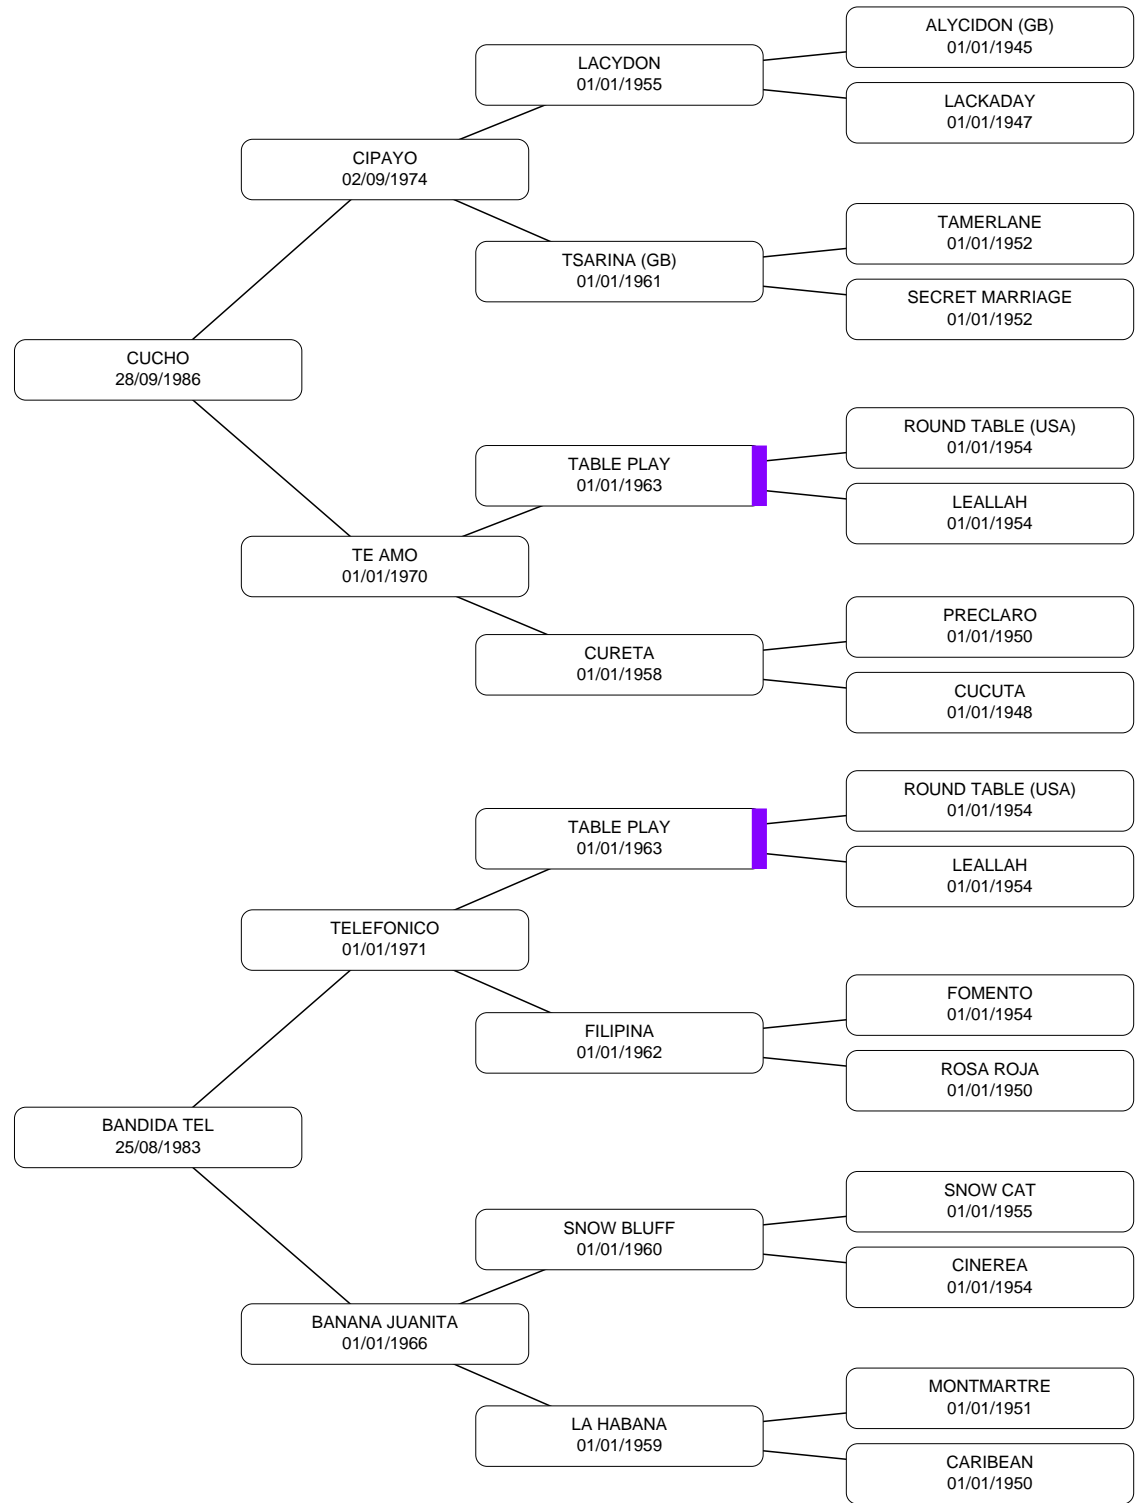 ALYCIDON (GB)
01/01/1945
LACYDON
01/01/1955
LACKADAY
01/01/1947
CIPAYO
02/09/1974
TAMERLANE
01/01/1952
TSARINA (GB)
01/01/1961
SECRET MARRIAGE
01/01/1952
CUCHO
28/09/1986
ROUND TABLE (USA)
01/01/1954
TABLE PLAY
01/01/1963
LEALLAH
01/01/1954
TE AMO
01/01/1970
PRECLARO
01/01/1950
CURETA
01/01/1958
CUCUTA
01/01/1948
ROUND TABLE (USA)
01/01/1954
TABLE PLAY
01/01/1963
LEALLAH
01/01/1954
TELEFONICO
01/01/1971
FOMENTO
01/01/1954
FILIPINA
01/01/1962
ROSA ROJA
01/01/1950
BANDIDA TEL
25/08/1983
SNOW CAT
01/01/1955
SNOW BLUFF
01/01/1960
CINEREA
01/01/1954
BANANA JUANITA
01/01/1966
MONTMARTRE
01/01/1951
LA HABANA
01/01/1959
CARIBEAN
01/01/1950